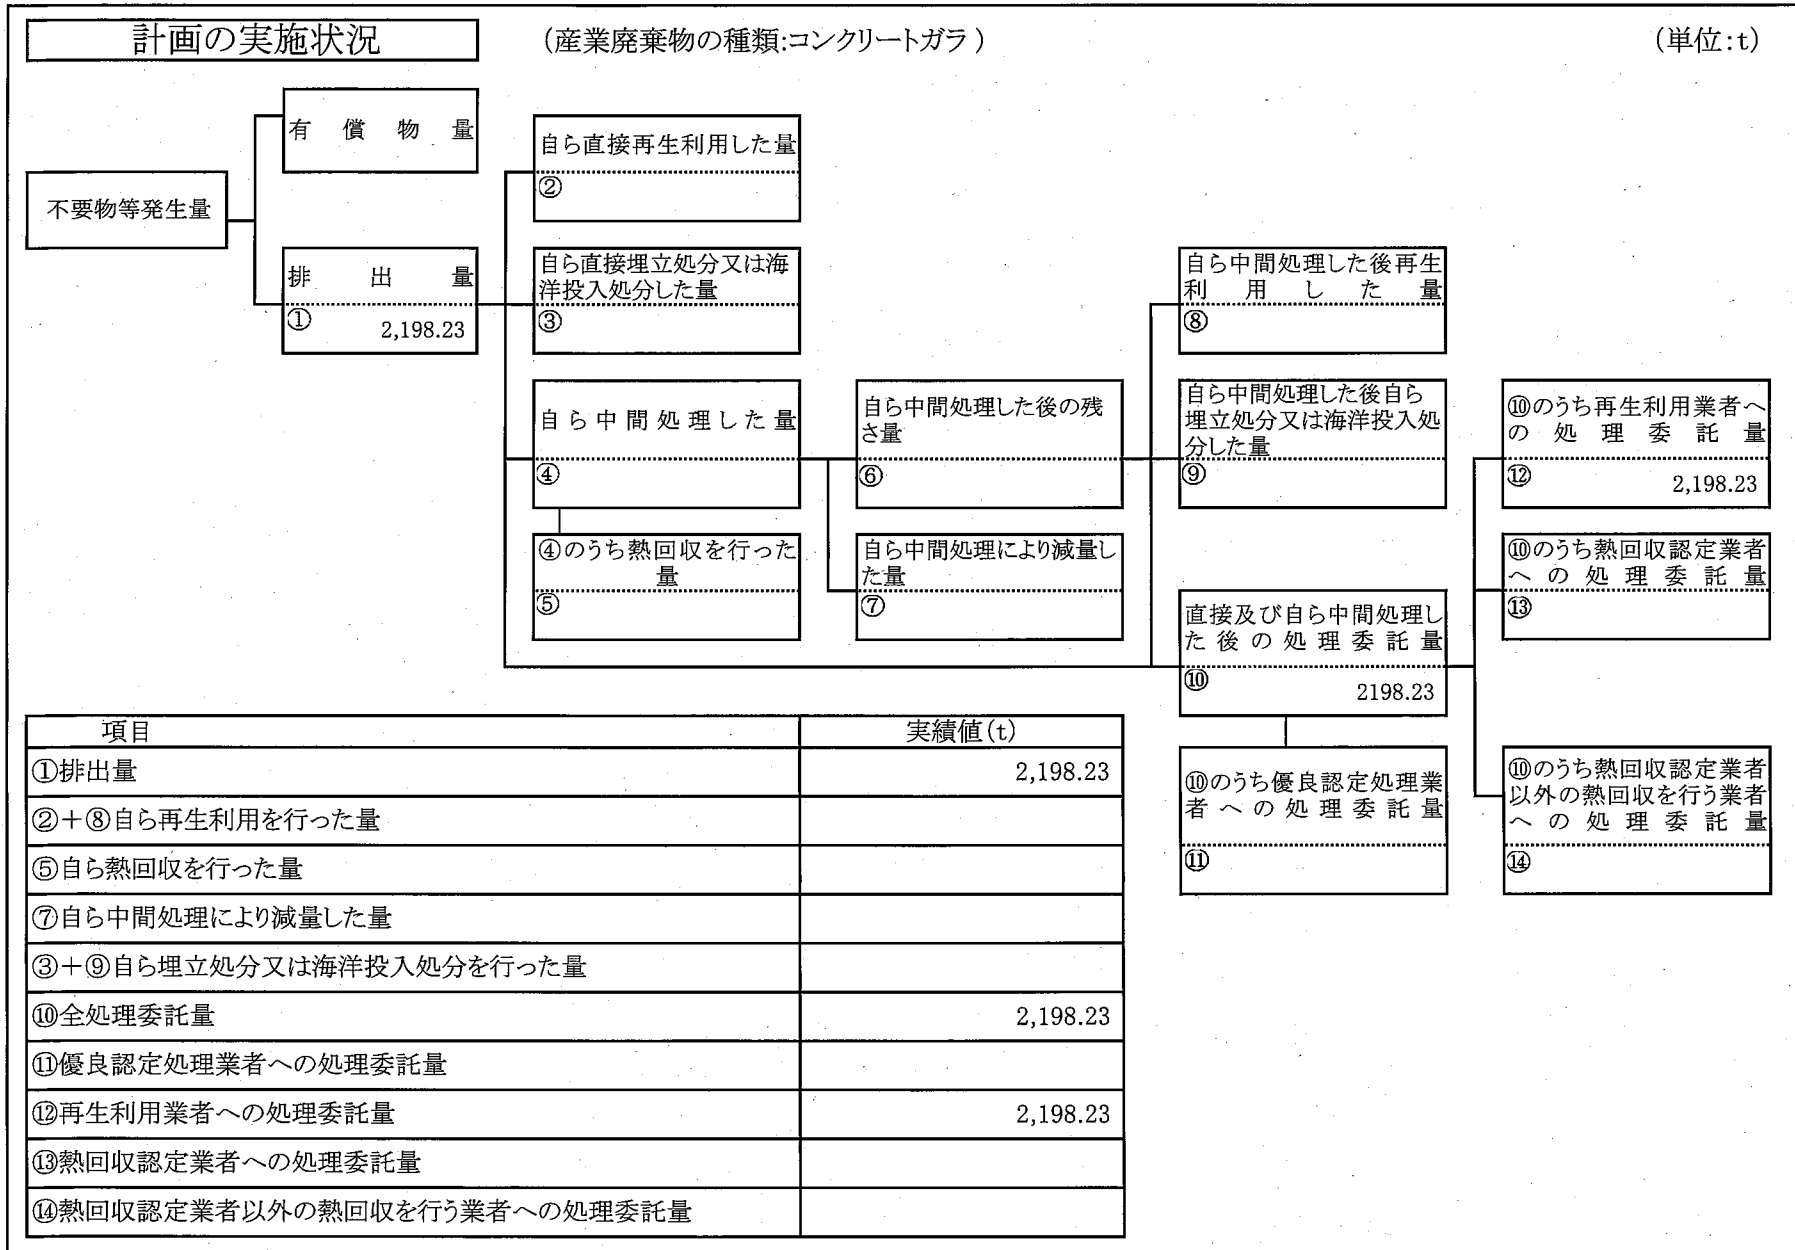 計画の実施状況
(産業廃棄物の種類:コンクリートガラ)
(単位:t)
有償物量
不要物等発生量
排出量
①
2,198.23
自ら直接再生利用した量
②
自ら直接埋立処分又は海
洋投入処分した量
③
自ら中間処理した量
④
④のうち熱回収を行った
量
⑤
自ら中間処理した後の残
さ量
⑥
自ら中間処理により減量し
た量
⑦
自ら中間処理した後再生
利用した量
⑧
自ら中間処理した後自ら
埋立処分又は海洋投入処
分した量
⑨
直接及び自ら中間処理し
た後の処理委託量
⑩
2198.23
⑩のうち優良認定処理業
者への処理委託量
⑪
⑩のうち再生利用業者へ
の処理委託量
⑫
2,198.23
⑩のうち熱回収認定業者
への処理委託量
⑬
⑩のうち熱回収認定業者
以外の熱回収を行う業者
への処理委託量
⑭
項目 実績値(t)
①排出量 2,198.23
②+⑧自ら再生利用を行った量
⑤自ら熱回収を行った量
⑦自ら中間処理により減量した量
③+⑨自ら埋立処分又は海洋投入処分を行った量
⑩全処理委託量 2,198.23
⑪優良認定処理業者への処理委託量
⑫再生利用業者への処理委託量 2,198.23
⑬熱回収認定業者への処理委託量
⑭熱回収認定業者以外の熱回収を行う業者への処理委託量